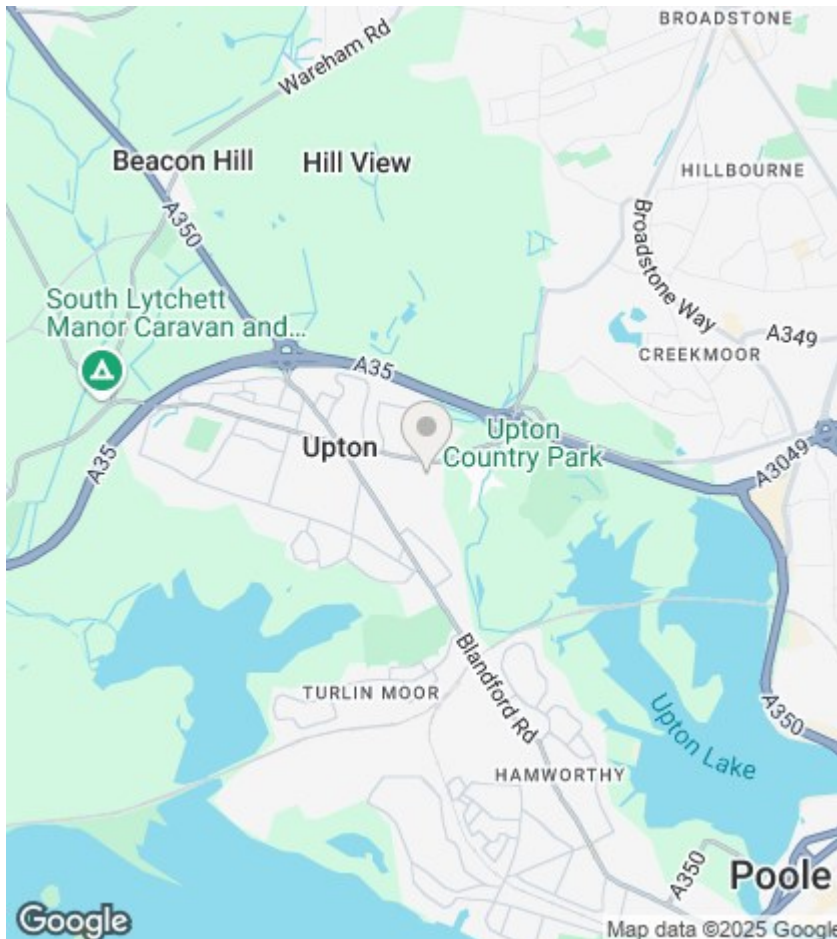 BROADSTONE
Wareham Rd
Beacon Hill
Hill View
HILLBOURNE
A350
Broadstone Way
South Lytchett
Manor Caravan and...
A349
CREEKMOOR
A35
Upton
Upton
Country Park
A35
A3049
Blandford Rd
TURLIN MOOR
A350
Upton Lake
HAMWORTHY
A350
Poole
Google
Map data ©2025 Google